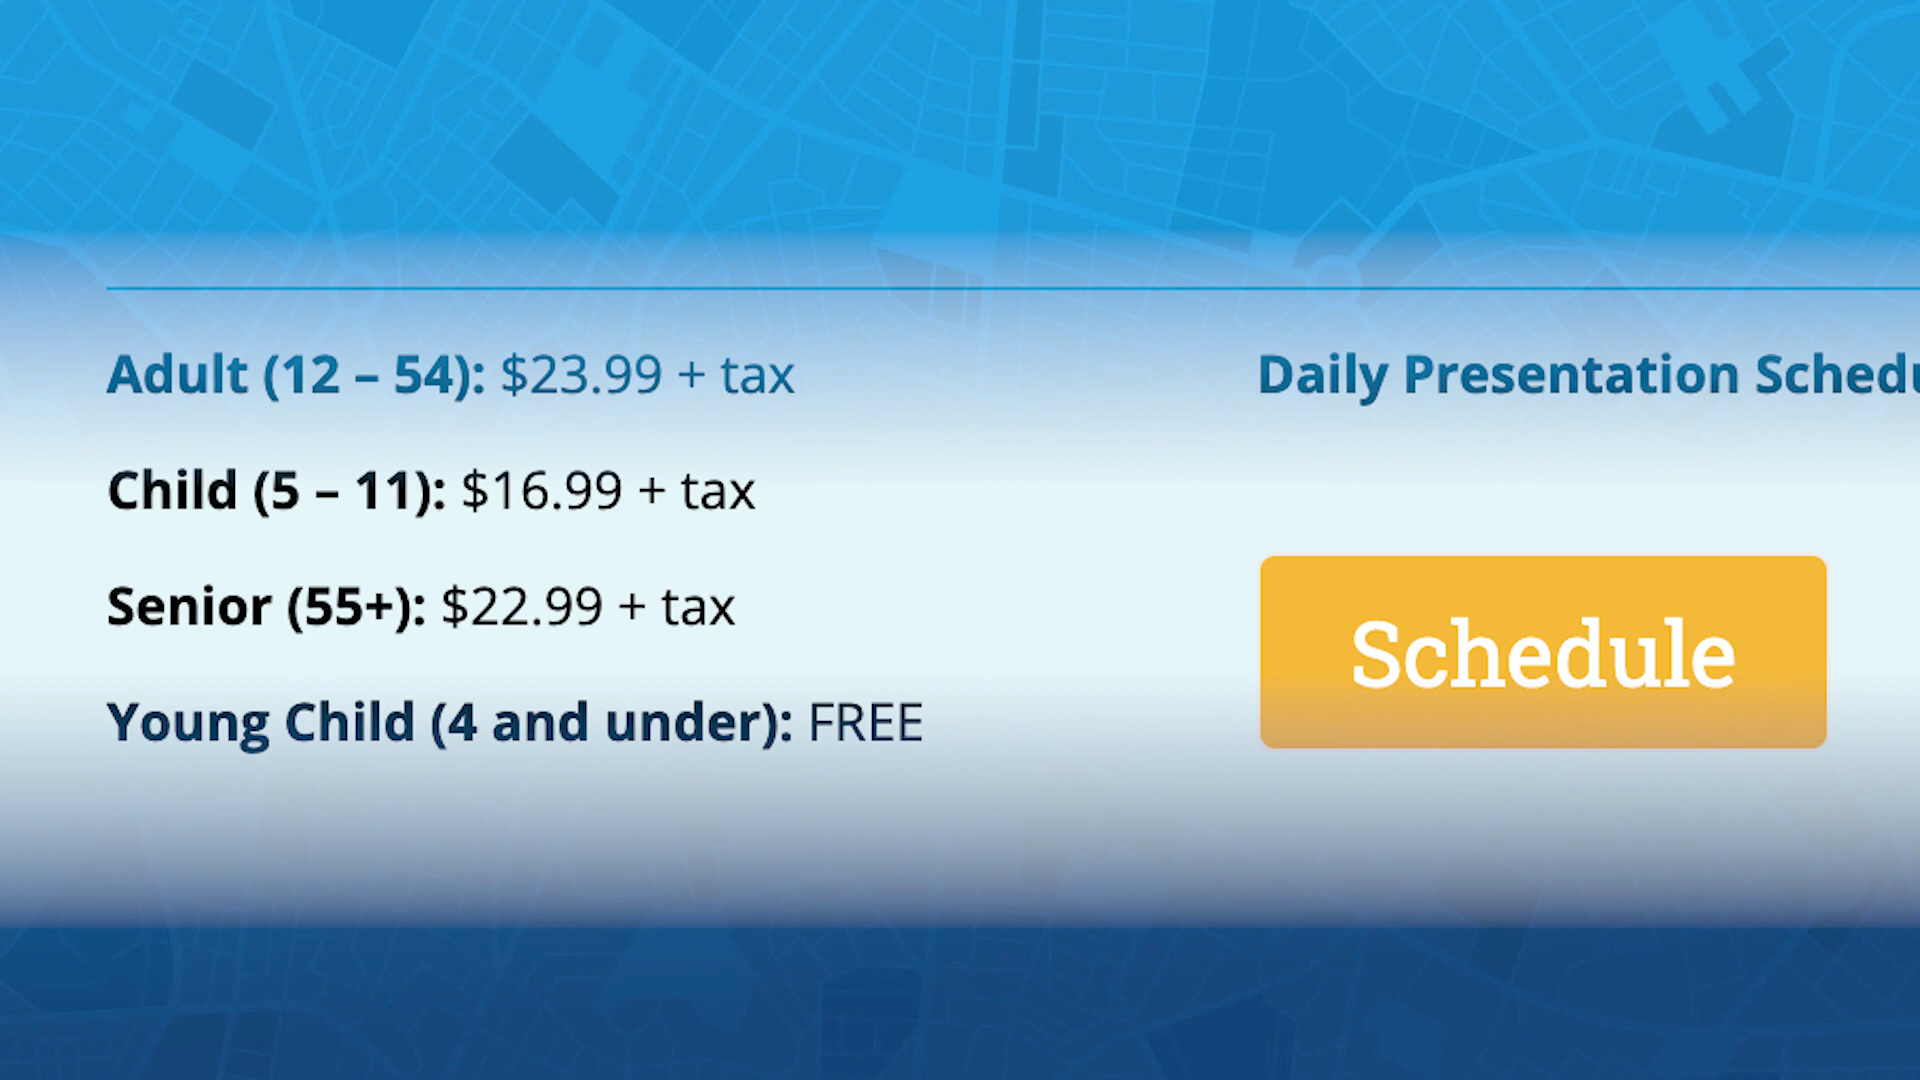 Adult (12 – 54): $23.99 + tax
Daily Presentation Schedu
Child (5 – 11): $16.99 + tax
Senior (55+): $22.99 + tax
Schedule
Young Child (4 and under): FREE